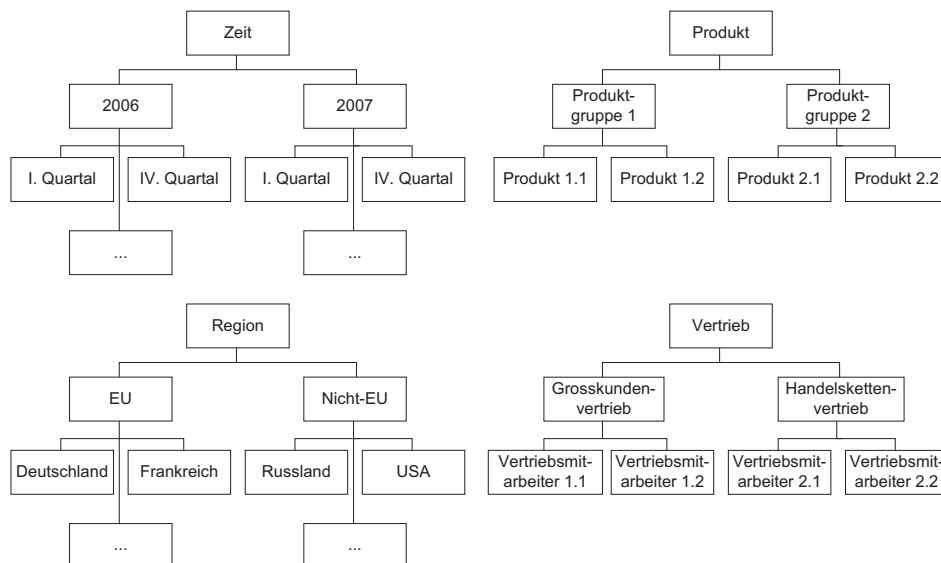 Zeit
2006
2007
I. Quartal
IV. Quartal
I. Quartal
IV. Quartal
...
...
Produkt
Produkt-
gruppe 1
Produkt-
gruppe 2
Produkt 1.1
Produkt 1.2
Produkt 2.1
Produkt 2.2
Region
EU
Nicht-EU
Deutschland
Frankreich
Russland
USA
...
...
Vertrieb
Grosskunden-
vertrieb
Handelsketten-
vertrieb
Vertriebsmit-
arbeiter 1.1
Vertriebsmit-
arbeiter 1.2
Vertriebsmit-
arbeiter 2.1
Vertriebsmit-
arbeiter 2.2